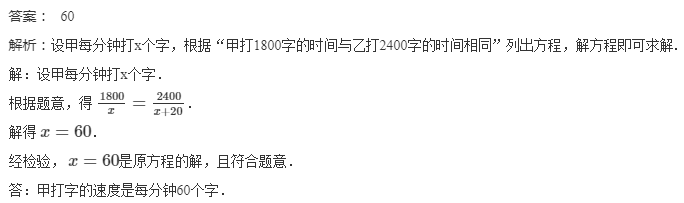 答案： 60
解析：设甲每分钟打x个字，根据“甲打1800字的时间与乙打2400字的时间相同”列出方程，解方程即可求解.
解：设甲每分钟打x个字.
根据题意，得 1800/x = 2400/(x+20).
解得 x = 60.
经检验， x = 60是原方程的解，且符合题意.
答：甲打字的速度是每分钟60个字.